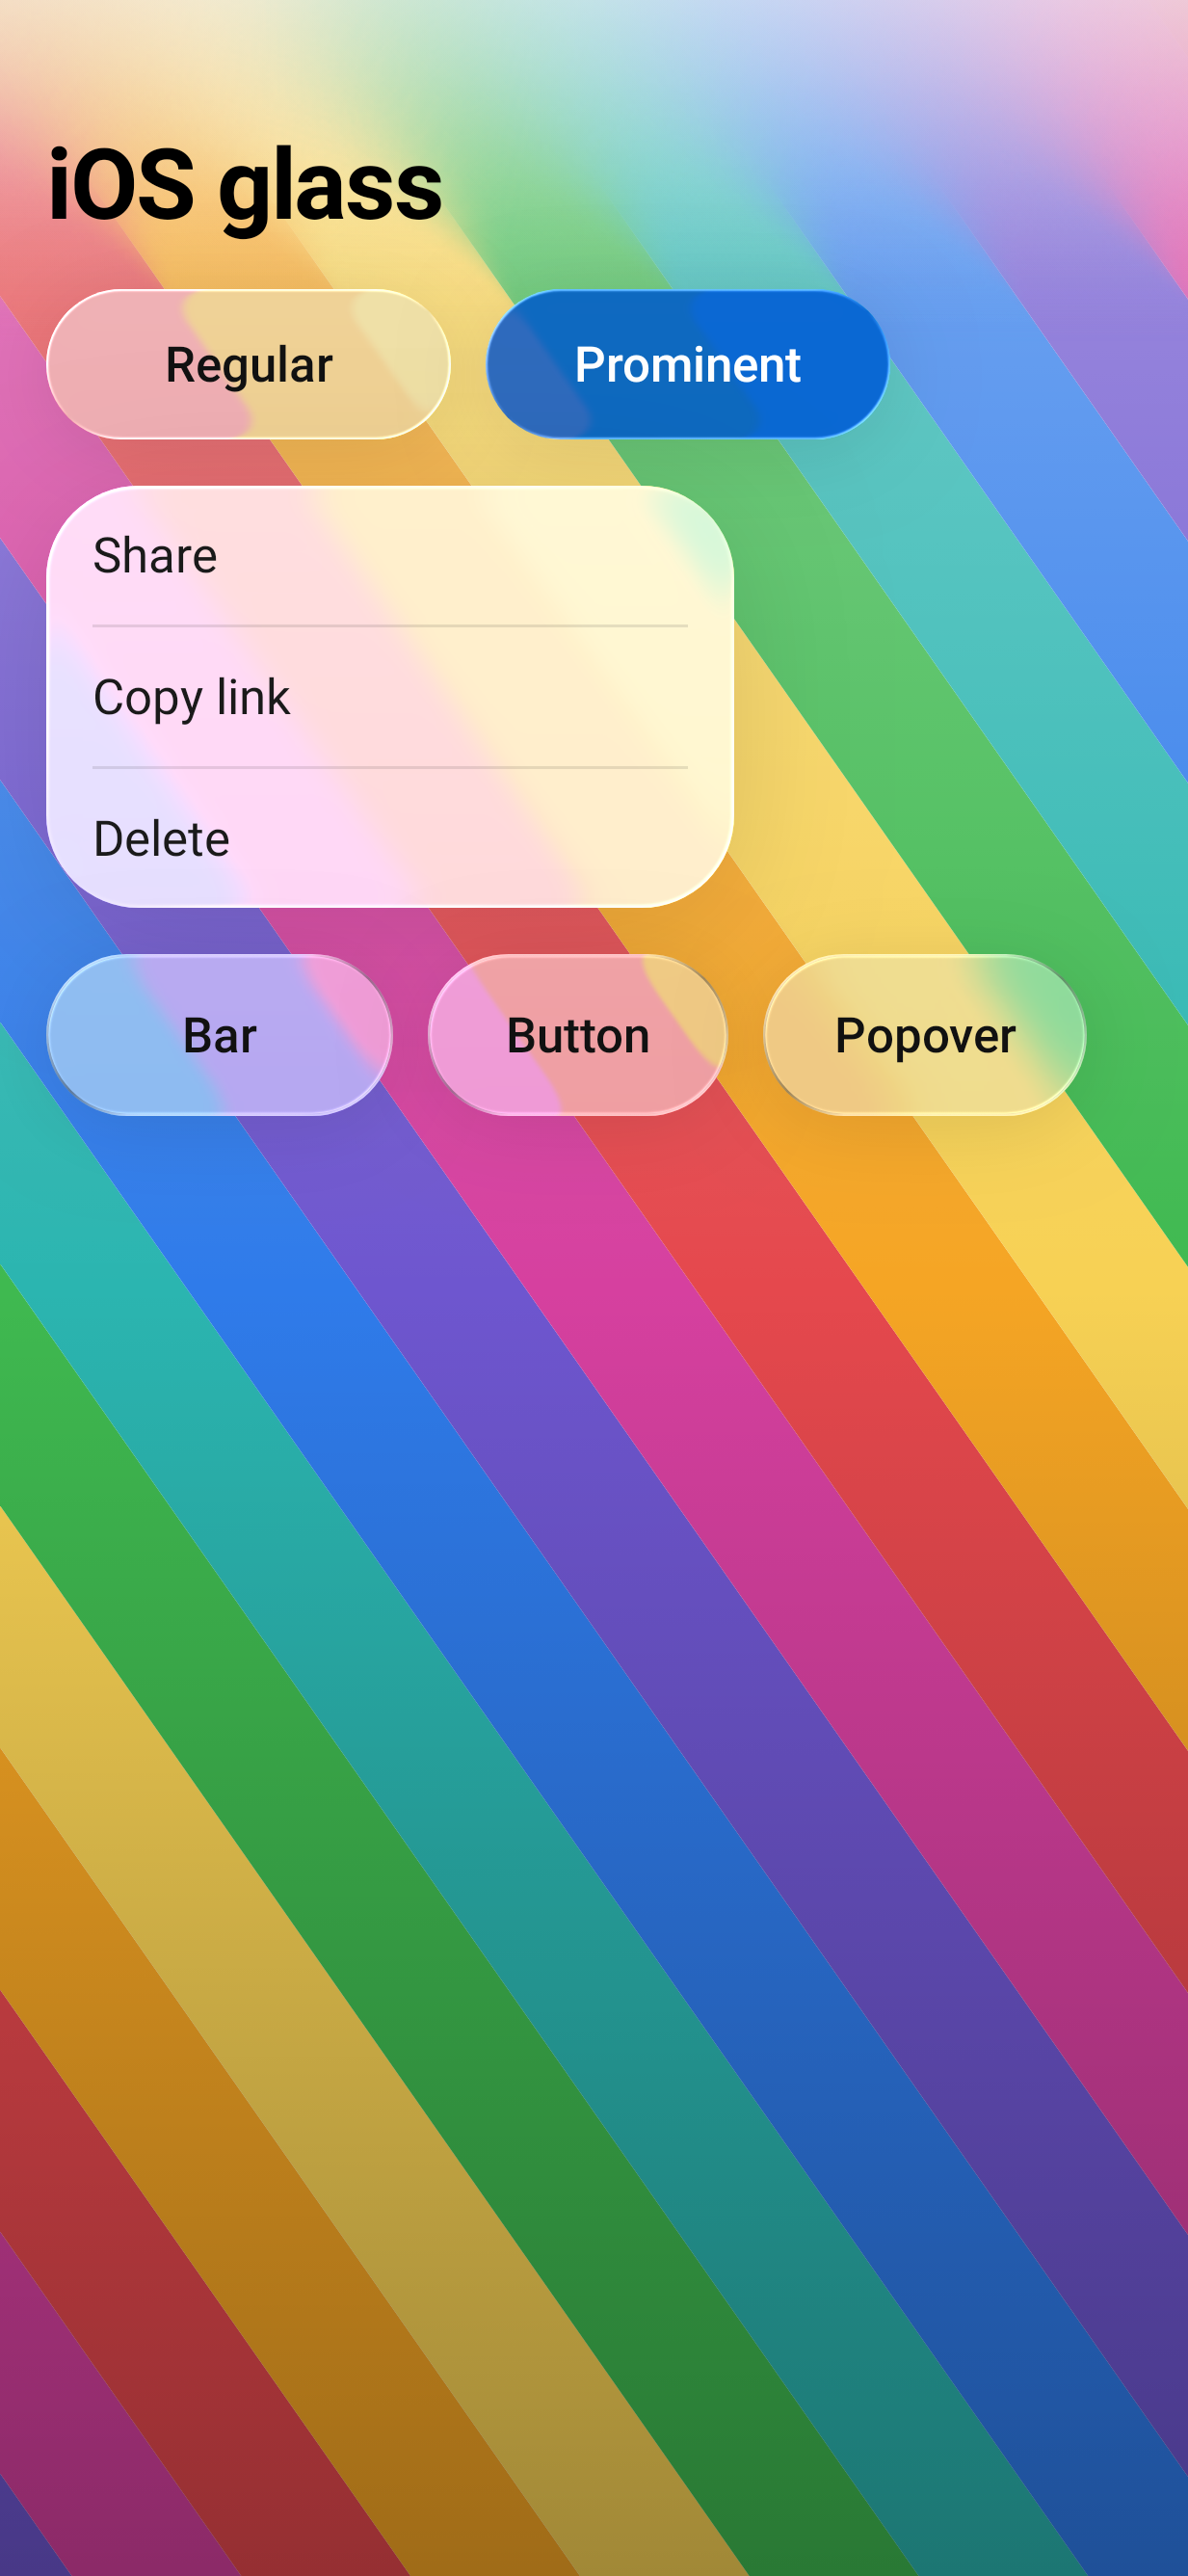 iOS glass
Regular
Prominent
Share
Copy link
Delete
Bar
Button
Popover